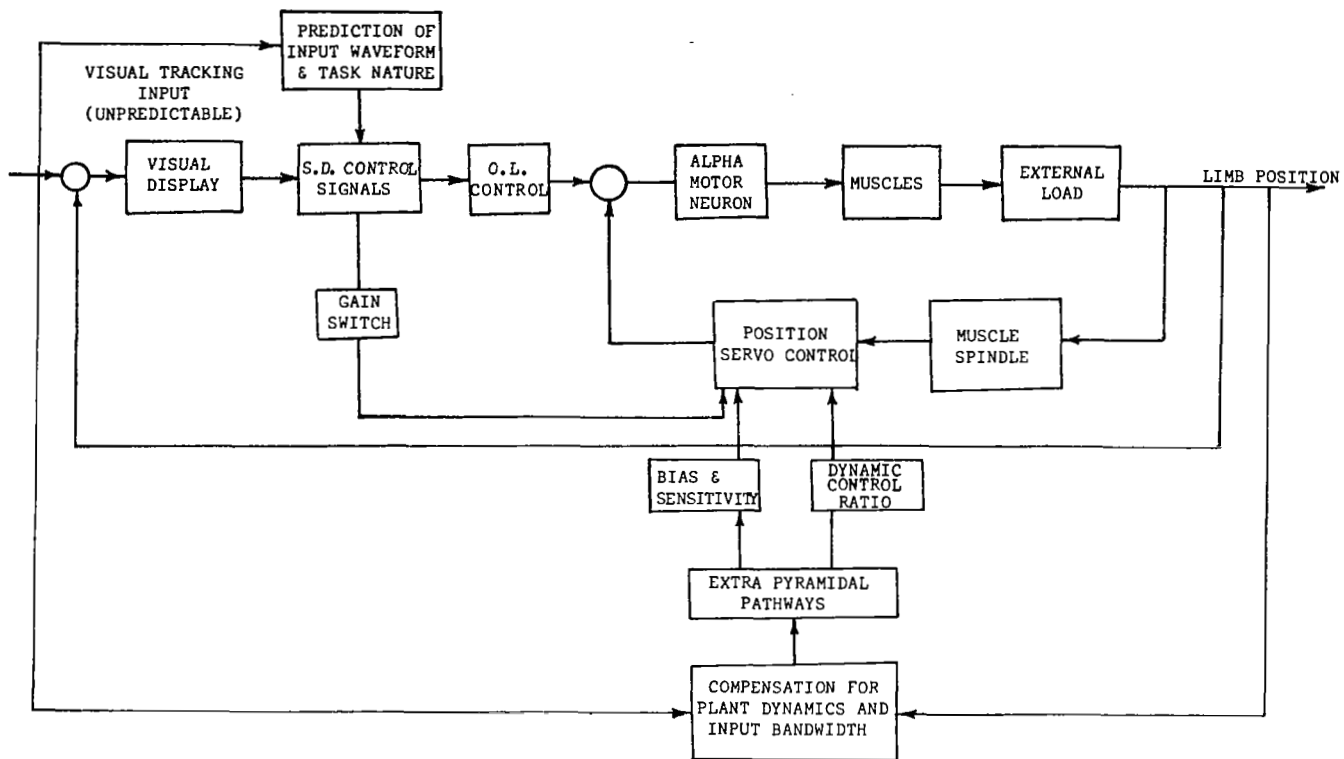 PREDICTION OF
INPUT WAVEFORM
& TASK NATURE
VISUAL TRACKING
INPUT
(UNPREDICTABLE)
VISUAL
DISPLAY
S.D. CONTROL
SIGNALS
O.L.
CONTROL
ALPHA
MOTOR
NEURON
MUSCLES
EXTERNAL
LOAD
LIMB POSITION
GAIN
SWITCH
POSITION
SERVO CONTROL
MUSCLE
SPINDLE
BIAS &
SENSITIVITY
DYNAMIC
CONTROL
RATIO
EXTRA PYRAMIDAL
PATHWAYS
COMPENSATION FOR
PLANT DYNAMICS AND
INPUT BANDWIDTH